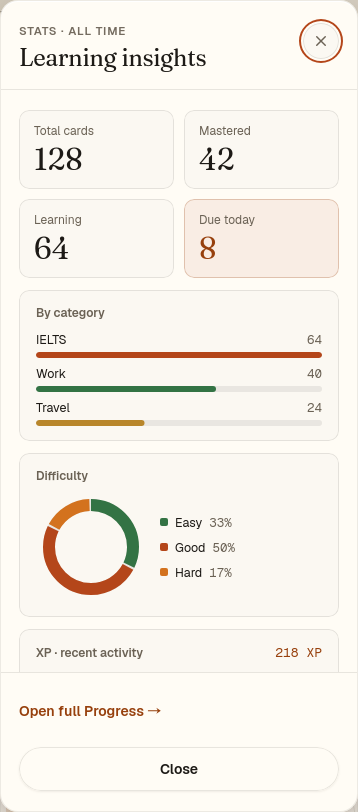 STATS · ALL TIME
Learning insights
Total cards
128
Mastered
42
Learning
64
Due today
8
By category
IELTS 64
Work 40
Travel 24
Difficulty
Easy 33%
Good 50%
Hard 17%
XP · recent activity 218 XP
Open full Progress →
Close